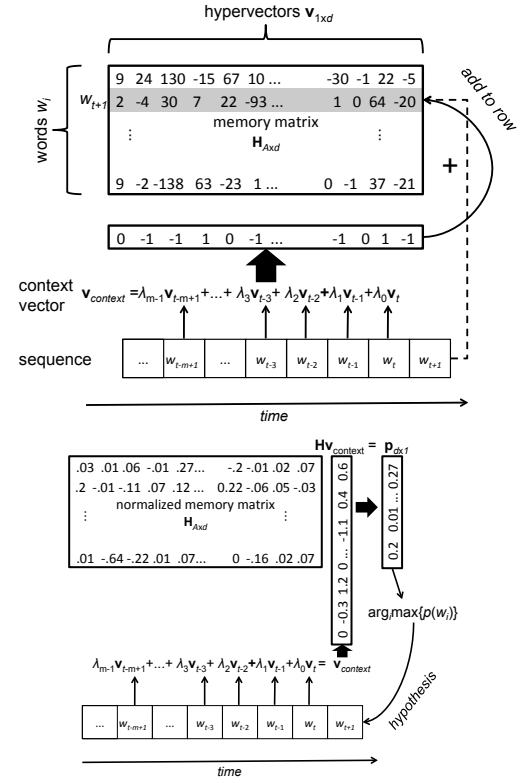 hypervectors v1xd
9 24 130 -15 67 10 ... -30 -1 22 -5
words wi
wt+1
2 -4 30 7 22 -93... 1 0 64 -20
add to row
memory matrix
⋮ ⋮
HAxd
+
9 -2 -138 63 -23 1 ... 0 -1 37 -21
0 -1 -1 1 0 -1 ... -1 0 1 -1
context
vector
vcontext =λm-1vt-m+1+...+ λ3vt-3+ λ2vt-2+λ1vt-1+λ0vt
sequence
... wt-m+1 ... wt-3 wt-2 wt-1 wt wt+1
time
Hvcontext = pdx1
.03 .01 .06 -.01 .27... -.2 -.01 .02 .07
.2 -.01 -.11 .07 .12 ... 0.22 -.06 .05 -.03
normalized memory matrix
⋮ ⋮
HAxd
.01 -.64 -.22 .01 .07... 0 -.16 .02 .07
0 -0.3 1.2 0 ... -1.1 0.4 0.6
0.2 0.01 ... 0.27
argimax{p(wi)}
λm-1vt-m+1+...+ λ3vt-3+ λ2vt-2+λ1vt-1+λ0vt = vcontext
hypothesis
... wt-m+1 ... wt-3 wt-2 wt-1 wt wt+1
time